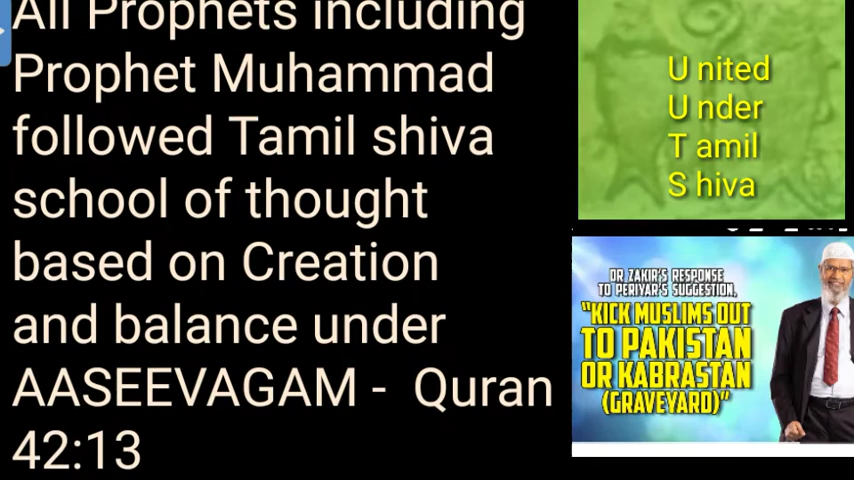 All Prophets including
Prophet Muhammad
followed Tamil shiva
school of thought
based on Creation
and balance under
AASEEVAGAM - Quran
42:13
U nited
U nder
T amil
S hiva
DR ZAKIR'S RESPONSE
TO PERIYAR'S SUGGESTION,
"KICK MUSLIMS OUT
TO PAKISTAN
OR KABRASTAN
(GRAVEYARD)"